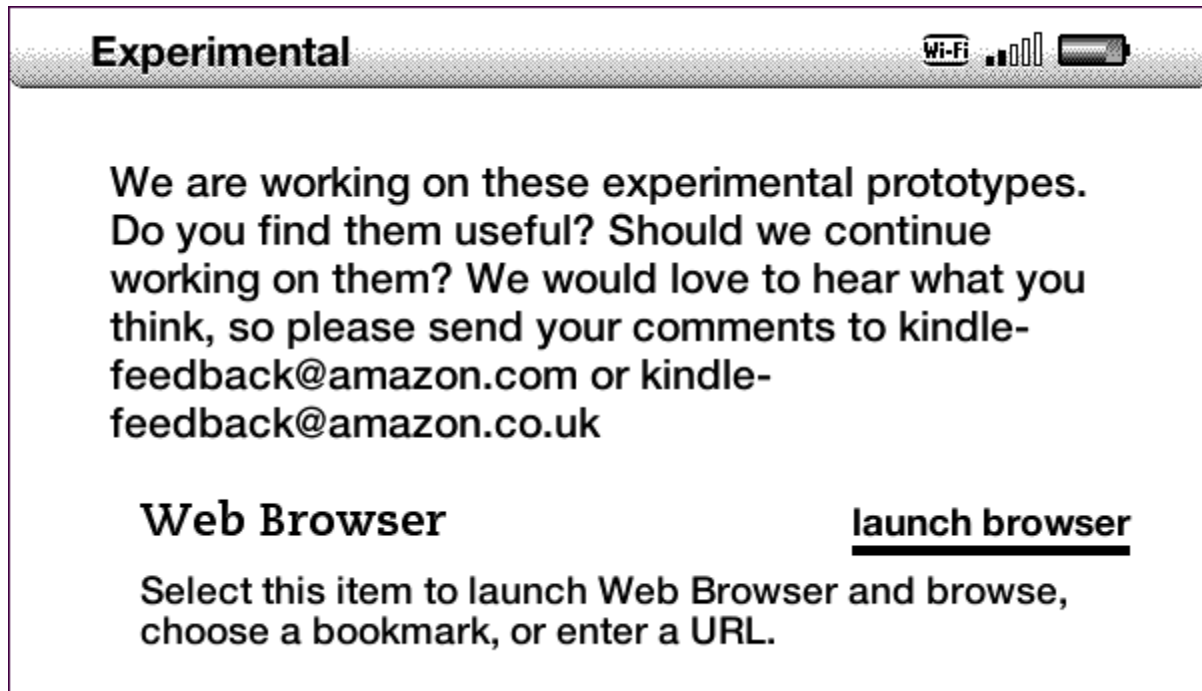 Experimental Wi-Fi
We are working on these experimental prototypes.
Do you find them useful? Should we continue
working on them? We would love to hear what you
think, so please send your comments to kindle-
feedback@amazon.com or kindle-
feedback@amazon.co.uk
Web Browser launch browser
Select this item to launch Web Browser and browse,
choose a bookmark, or enter a URL.